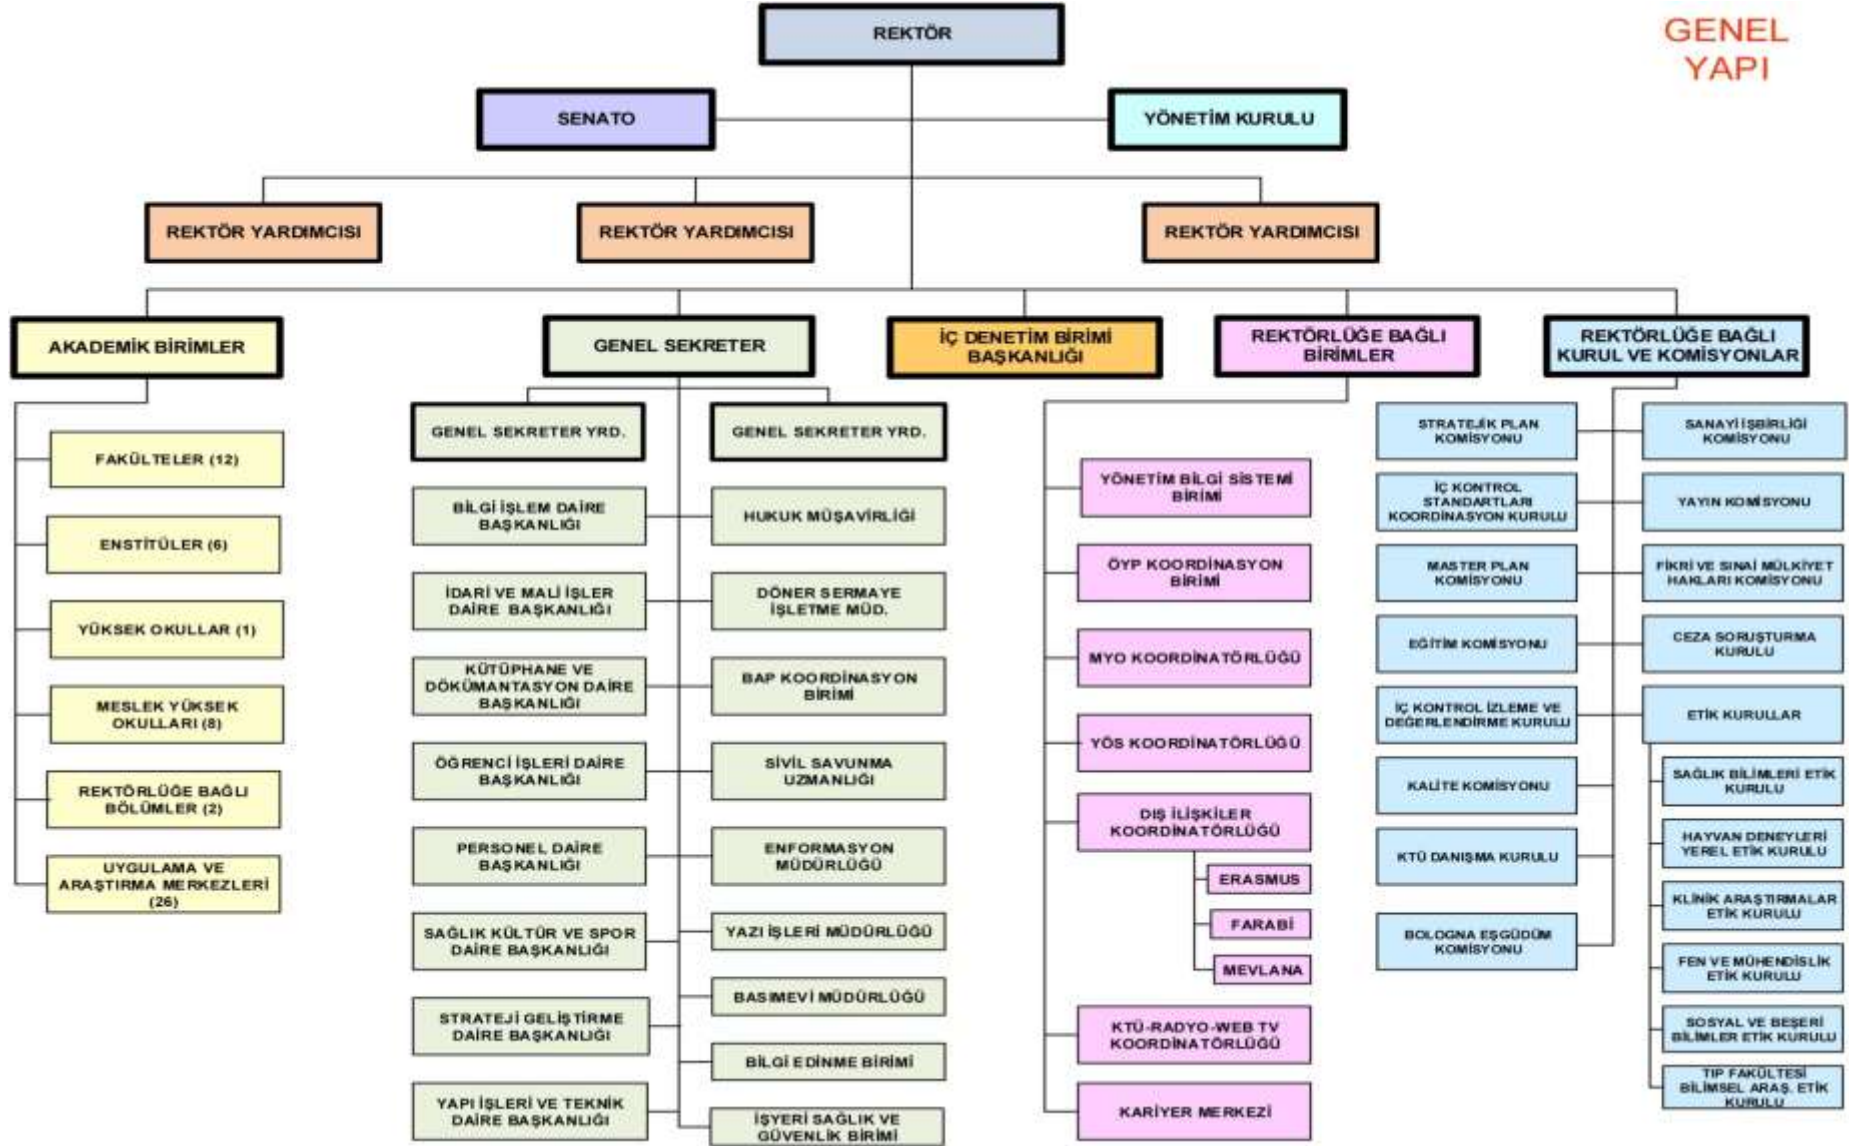 GENEL
YAPI
REKTÖR
SENATO
YÖNETİM KURULU
REKTÖR YARDIMCISI
REKTÖR YARDIMCISI
REKTÖR YARDIMCISI
AKADEMİK BİRİMLER
FAKÜLTELER (12)
ENSTİTÜLER (6)
YÜKSEK OKULLAR (1)
MESLEK YÜKSEK
OKULLARI (8)
REKTÖRLÜĞE BAĞLI
BÖLÜMLER (2)
UYGULAMA VE
ARAŞTIRMA MERKEZLERİ
(26)
GENEL SEKRETER
GENEL SEKRETER YRD.
GENEL SEKRETER YRD.
BİLGİ İŞLEM DAİRE
BAŞKANLIĞI
HUKUK MÜŞAVİRLİĞİ
İDARİ VE MALİ İŞLER
DAİRE BAŞKANLIĞI
DÖNER SERMAYE
İŞLETME MÜD.
KÜTÜPHANE VE
DÖKÜMANTASYON DAİRE
BAŞKANLIĞI
BAP KOORDİNASYON
BİRİMİ
ÖĞRENCİ İŞLERİ DAİRE
BAŞKANLIĞI
SİVİL SAVUNMA
UZMANLIĞI
PERSONEL DAİRE
BAŞKANLIĞI
ENFORMASYON
MÜDÜRLÜĞÜ
SAĞLIK KÜLTÜR VE SPOR
DAİRE BAŞKANLIĞI
YAZI İŞLERİ MÜDÜRLÜĞÜ
BASIMEVİ MÜDÜRLÜĞÜ
STRATEJİ GELİŞTİRME
DAİRE BAŞKANLIĞI
BİLGİ EDİNME BİRİMİ
YAPI İŞLERİ VE TEKNİK
DAİRE BAŞKANLIĞI
İŞYERİ SAĞLIK VE
GÜVENLİK BİRİMİ
İÇ DENETİM BİRİMİ
BAŞKANLIĞI
REKTÖRLÜĞE BAĞLI
BİRİMLER
YÖNETİM BİLGİ SİSTEMİ
BİRİMİ
ÖYP KOORDİNASYON
BİRİMİ
MYO KOORDİNATÖRLÜĞÜ
YÖS KOORDİNATÖRLÜĞÜ
DIŞ İLİŞKİLER
KOORDİNATÖRLÜĞÜ
ERASMUS
FARABİ
MEVLANA
KTÜ-RADYO-WEB TV
KOORDİNATÖRLÜĞÜ
KARİYER MERKEZİ
REKTÖRLÜĞE BAĞLI
KURUL VE KOMİSYONLAR
STRATEJİK PLAN
KOMİSYONU
SANAYİ İŞBİRLİĞİ
KOMİSYONU
İÇ KONTROL
STANDARTLARI
KOORDİNASYON KURULU
YAYIN KOMİSYONU
MASTER PLAN
KOMİSYONU
FİKRİ VE SINAİ MÜLKİYET
HAKLARI KOMİSYONU
EĞİTİM KOMİSYONU
CEZA SORUŞTURMA
KURULU
İÇ KONTROL İZLEME VE
DEĞERLENDİRME KURULU
ETİK KURULLAR
KALİTE KOMİSYONU
KTÜ DANIŞMA KURULU
BOLOGNA EŞGÜDÜM
KOMİSYONU
SAĞLIK BİLİMLERİ ETİK
KURULU
HAYVAN DENEYLERİ
YEREL ETİK KURULU
KLİNİK ARAŞTIRMALAR
ETİK KURULU
FEN VE MÜHENDİSLİK
ETİK KURULU
SOSYAL VE BEŞERİ
BİLİMLER ETİK KURULU
TIP FAKÜLTESİ
BİLİMSEL ARAŞ. ETİK
KURULU